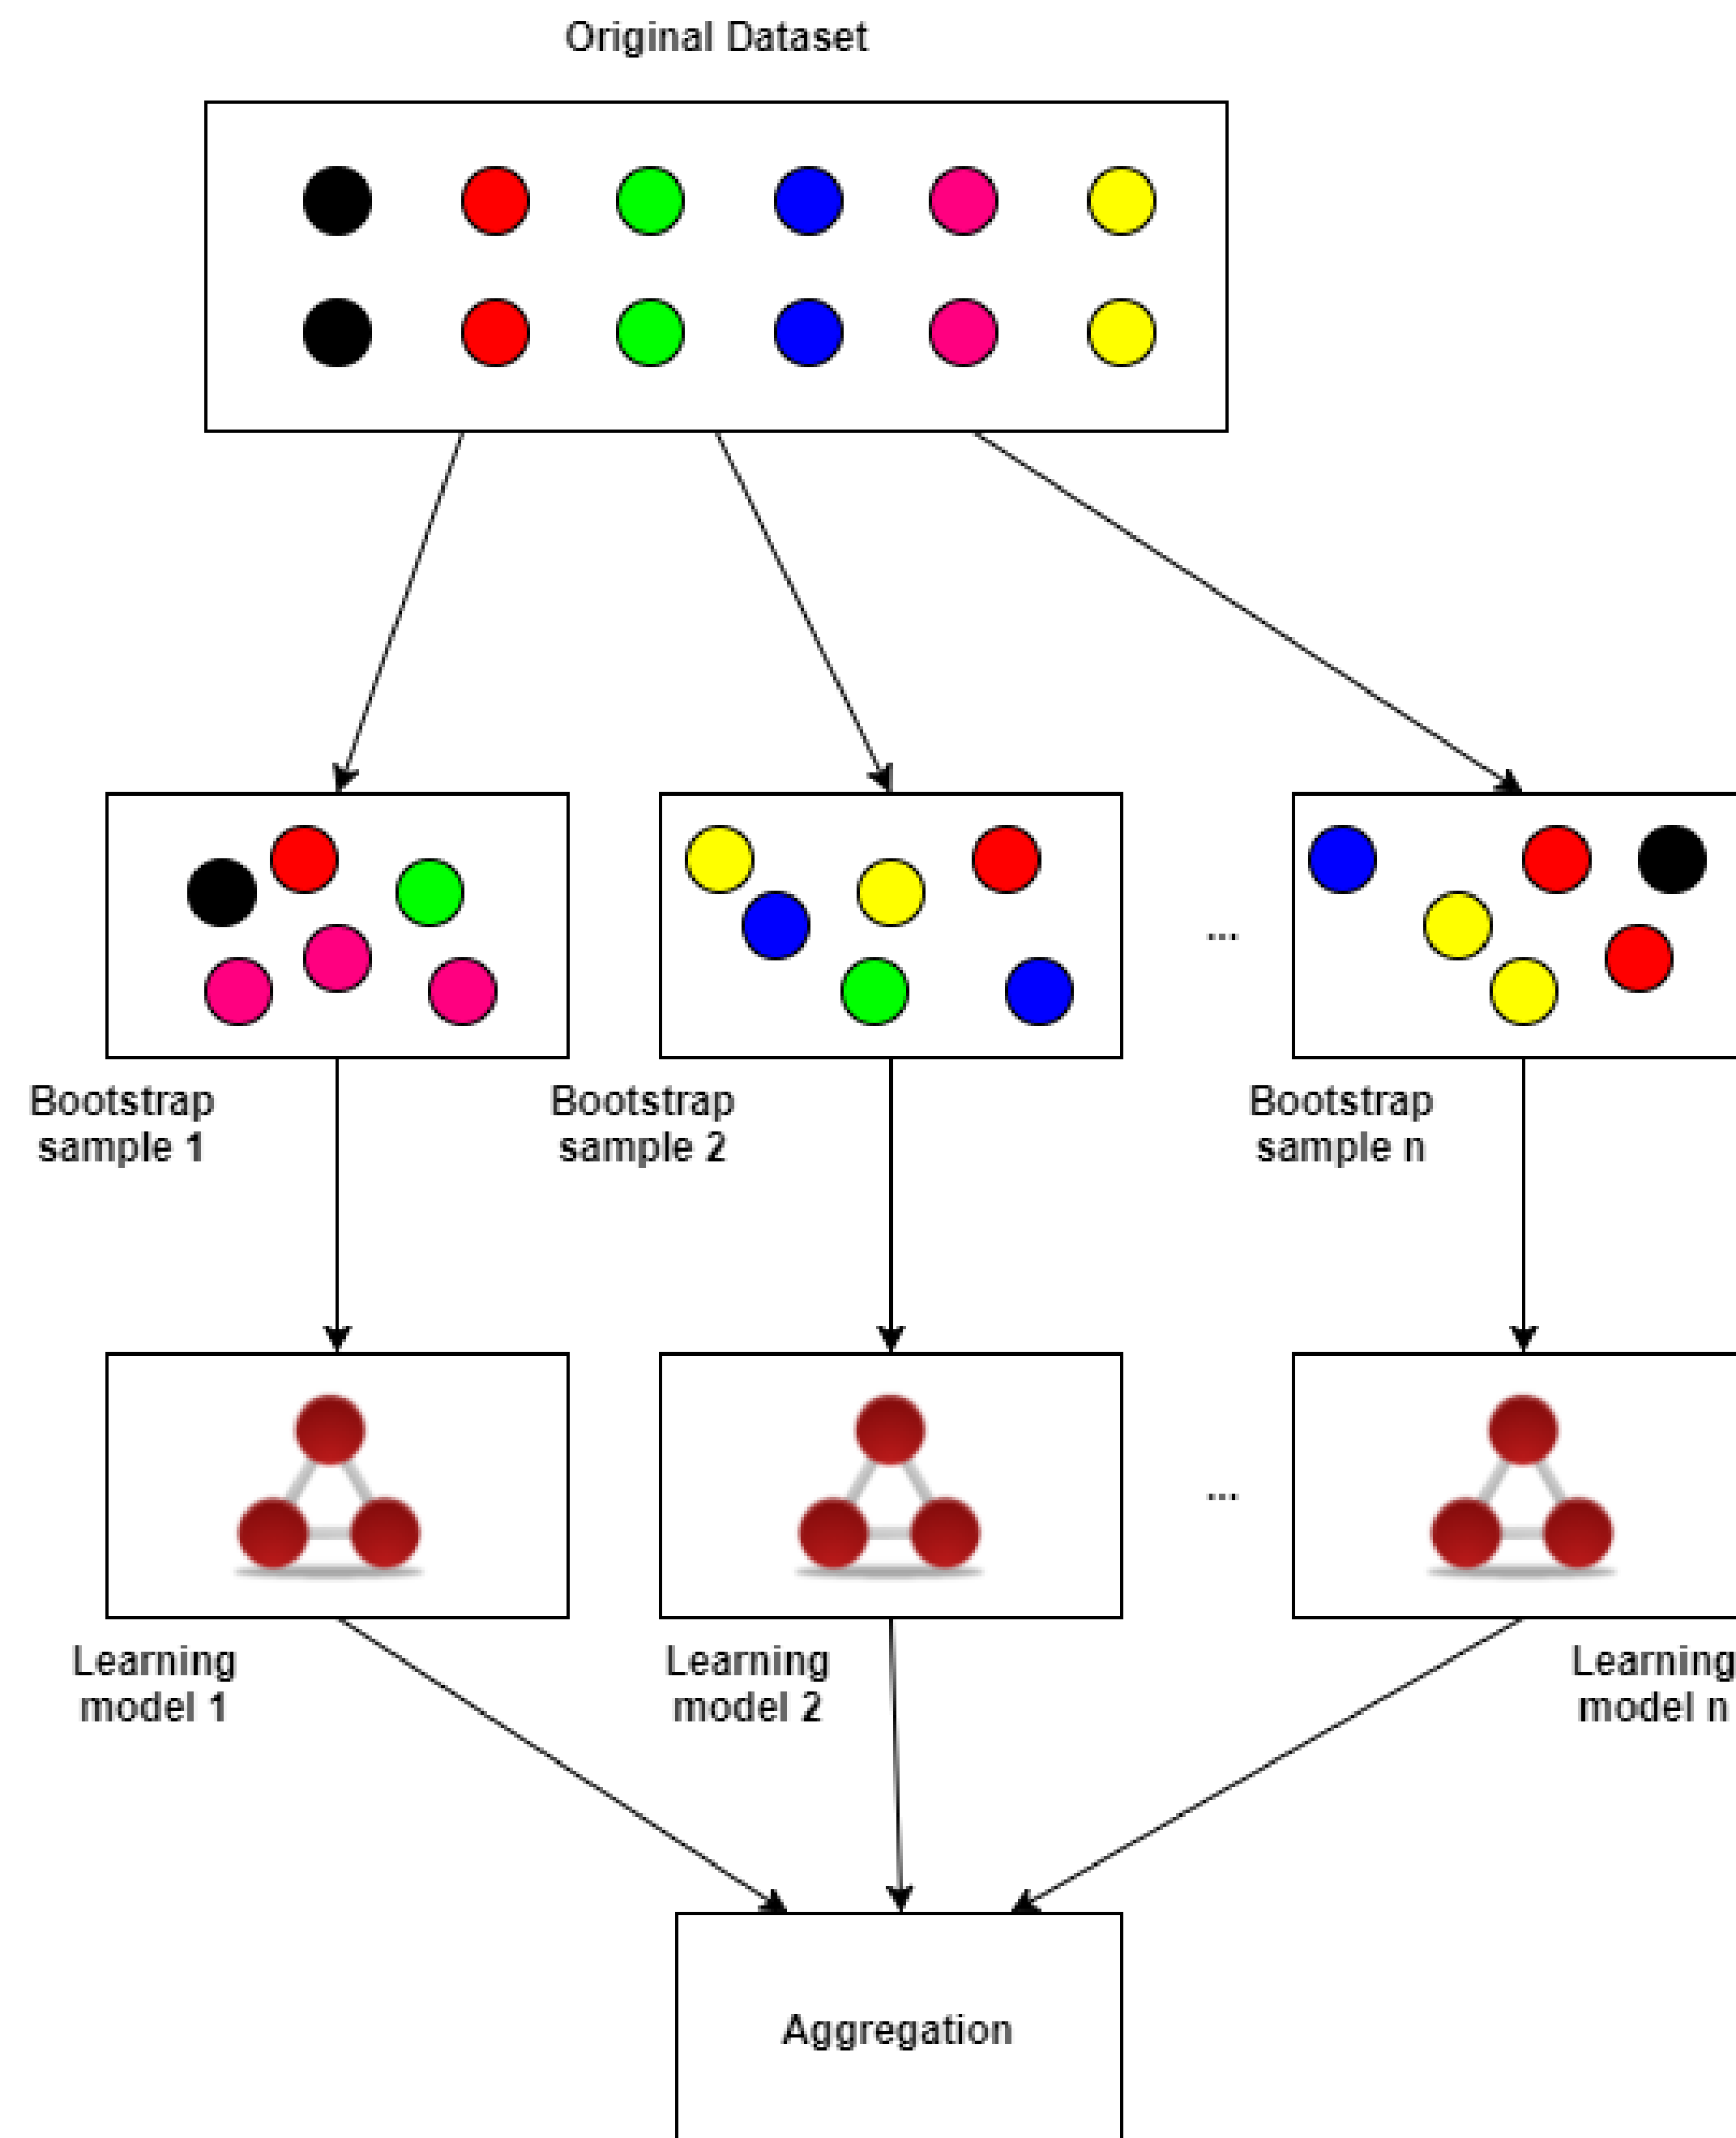 Original Dataset
...
Bootstrap
sample 1
Bootstrap
sample 2
Bootstrap
sample n
...
Learning
model 1
Learning
model 2
Learning
model n
Aggregation